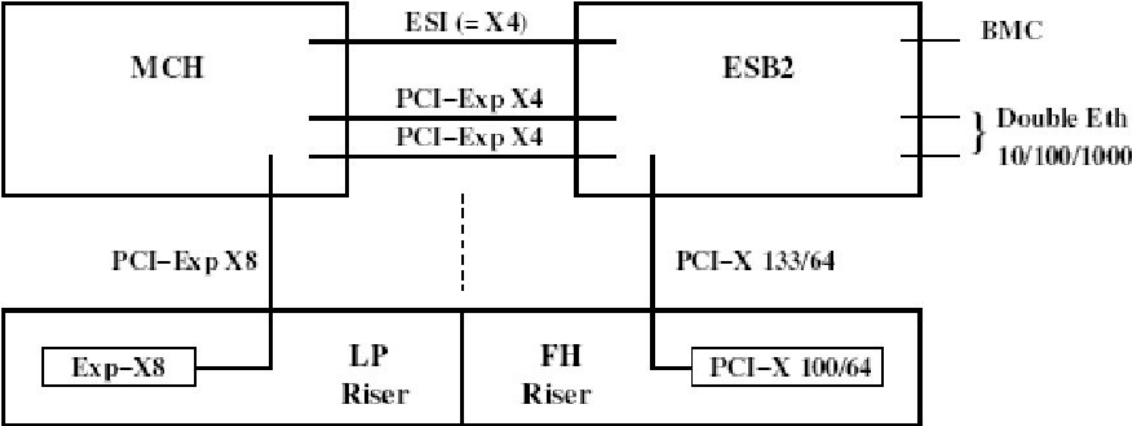 ESI (= X4)
BMC
MCH
ESB2
PCI-Exp X4
PCI-Exp X4
} Double Eth
10/100/1000
PCI-Exp X8
PCI-X 133/64
Exp-X8
LP
Riser
FH
Riser
PCI-X 100/64